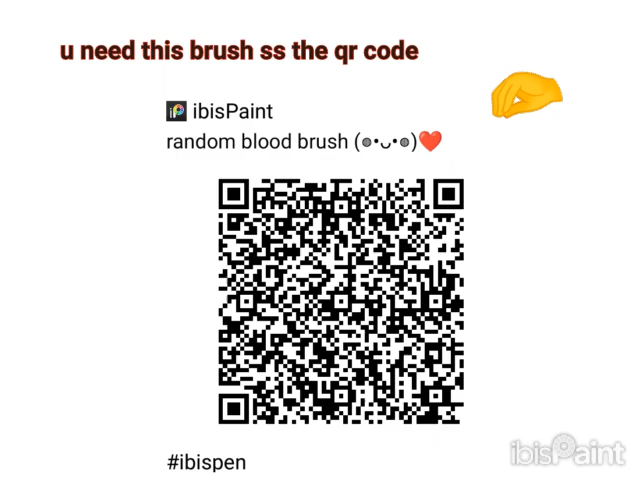 u need this brush ss the qr code
ibisPaint
random blood brush (๑•ᴗ•๑)❤️
#ibispen
ibisPaint